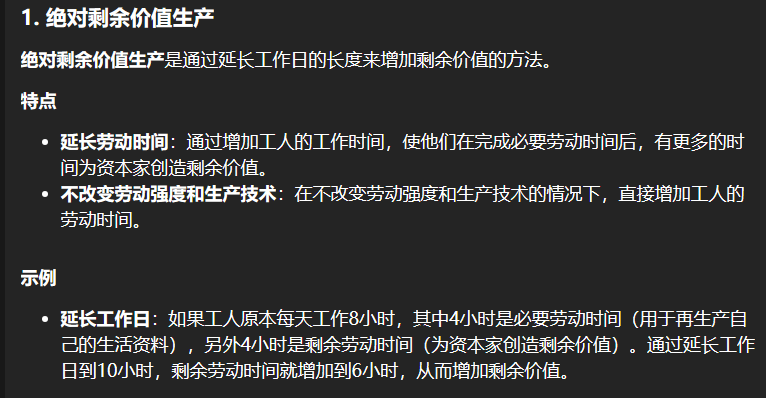 1. 绝对剩余价值生产
绝对剩余价值生产是通过延长工作日的长度来增加剩余价值的方法。
特点
• 延长劳动时间：通过增加工人的工作时间，使他们在完成必要劳动时间后，有更多的时
间为资本家创造剩余价值。
• 不改变劳动强度和生产技术：在不改变劳动强度和生产技术的情况下，直接增加工人的
劳动时间。
示例
• 延长工作日：如果工人原本每天工作8小时，其中4小时是必要劳动时间（用于再生产自
己的生活资料），另外4小时是剩余劳动时间（为资本家创造剩余价值）。通过延长工作
日到10小时，剩余劳动时间就增加到6小时，从而增加剩余价值。